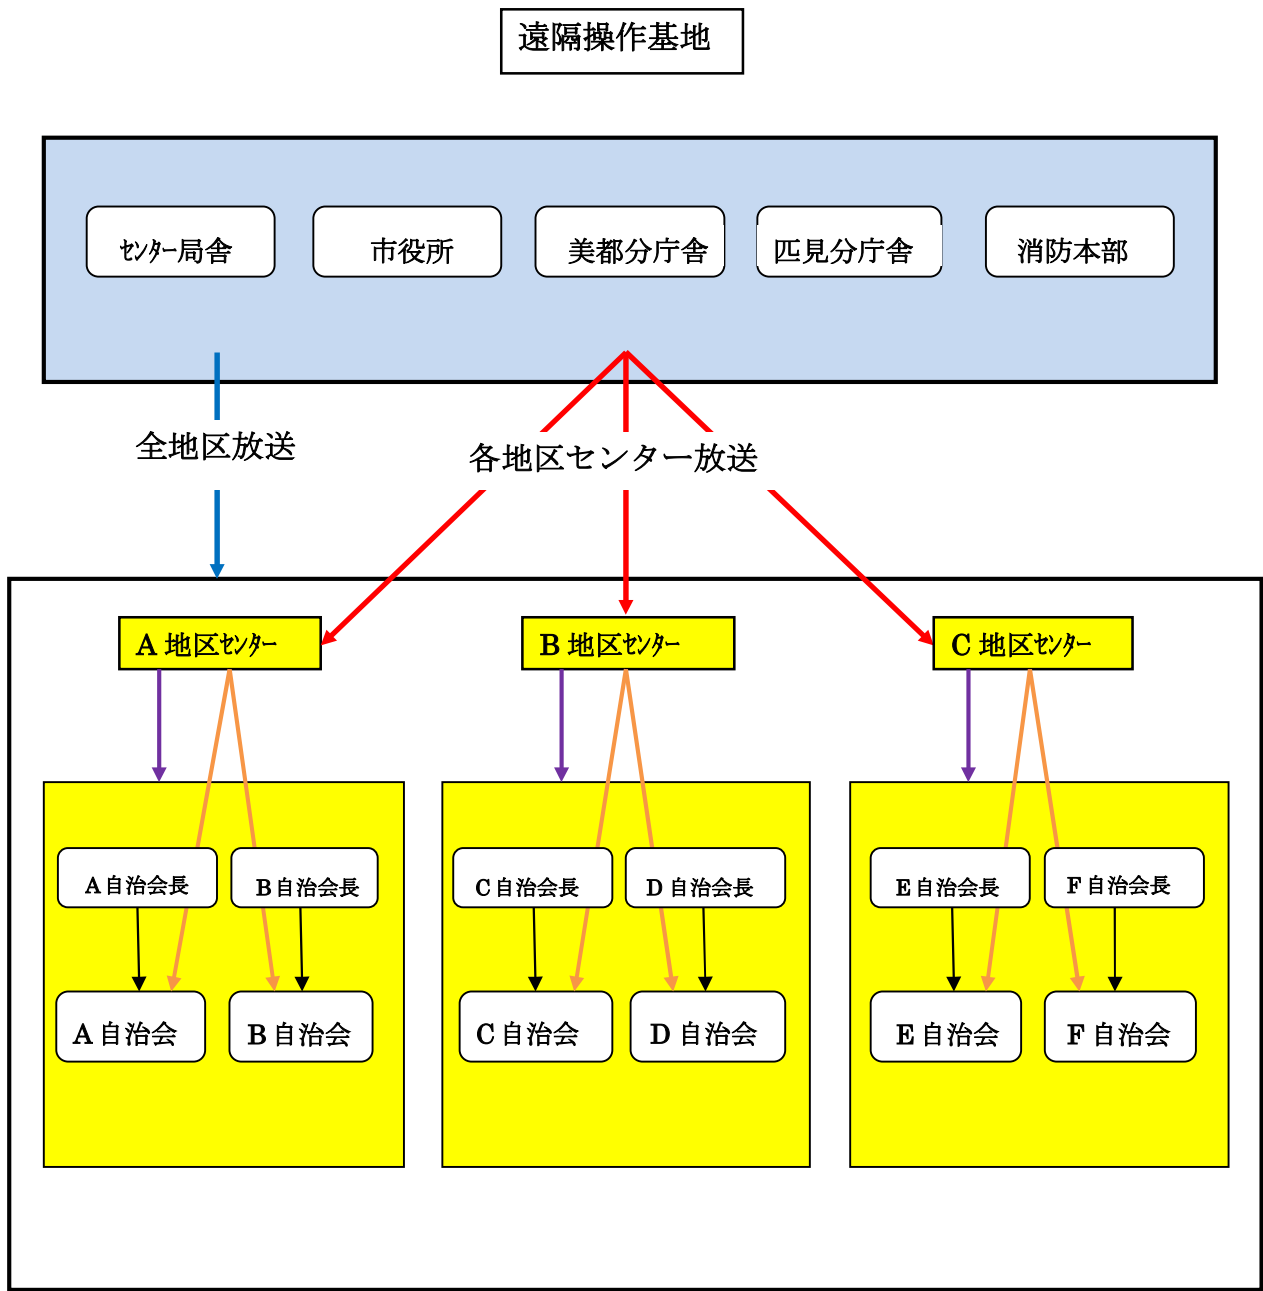 遠隔操作基地
ｾﾝﾀｰ局舎
市役所
美都分庁舎
匹見分庁舎
消防本部
全地区放送
各地区センター放送
A 地区ｾﾝﾀｰ
B 地区ｾﾝﾀｰ
C 地区ｾﾝﾀｰ
A 自治会長
B 自治会長
C 自治会長
D 自治会長
E 自治会長
F 自治会長
A 自治会
B 自治会
C 自治会
D 自治会
E 自治会
F 自治会